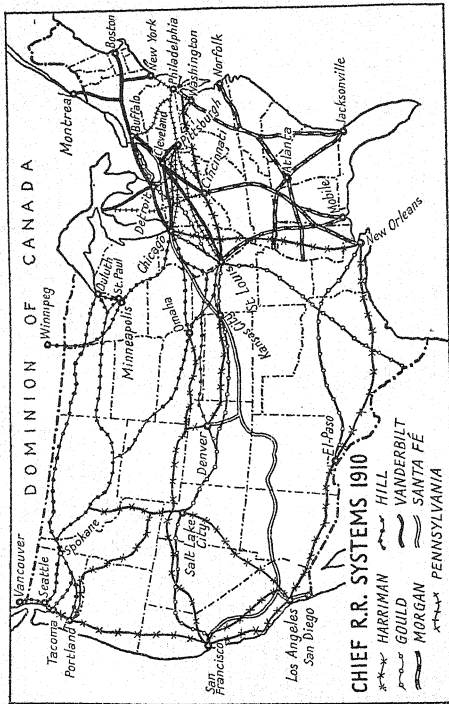 DOMINION OF CANADA
Vancouver
Seattle
Tacoma
Portland
Spokane
Winnipeg
Duluth
St. Paul
Minneapolis
Montreal
Boston
New York
Philadelphia
Washington
Norfolk
Buffalo
Cleveland
Pittsburgh
Detroit
Chicago
Cincinnati
Omaha
Salt Lake
City
Denver
Kansas City
St. Louis
San
Francisco
Los Angeles
San Diego
El Paso
Atlanta
Mobile
New Orleans
Jacksonville
CHIEF R.R. SYSTEMS 1910
HARRIMAN
HILL
GOULD
VANDERBILT
MORGAN
SANTA FÉ
PENNSYLVANIA